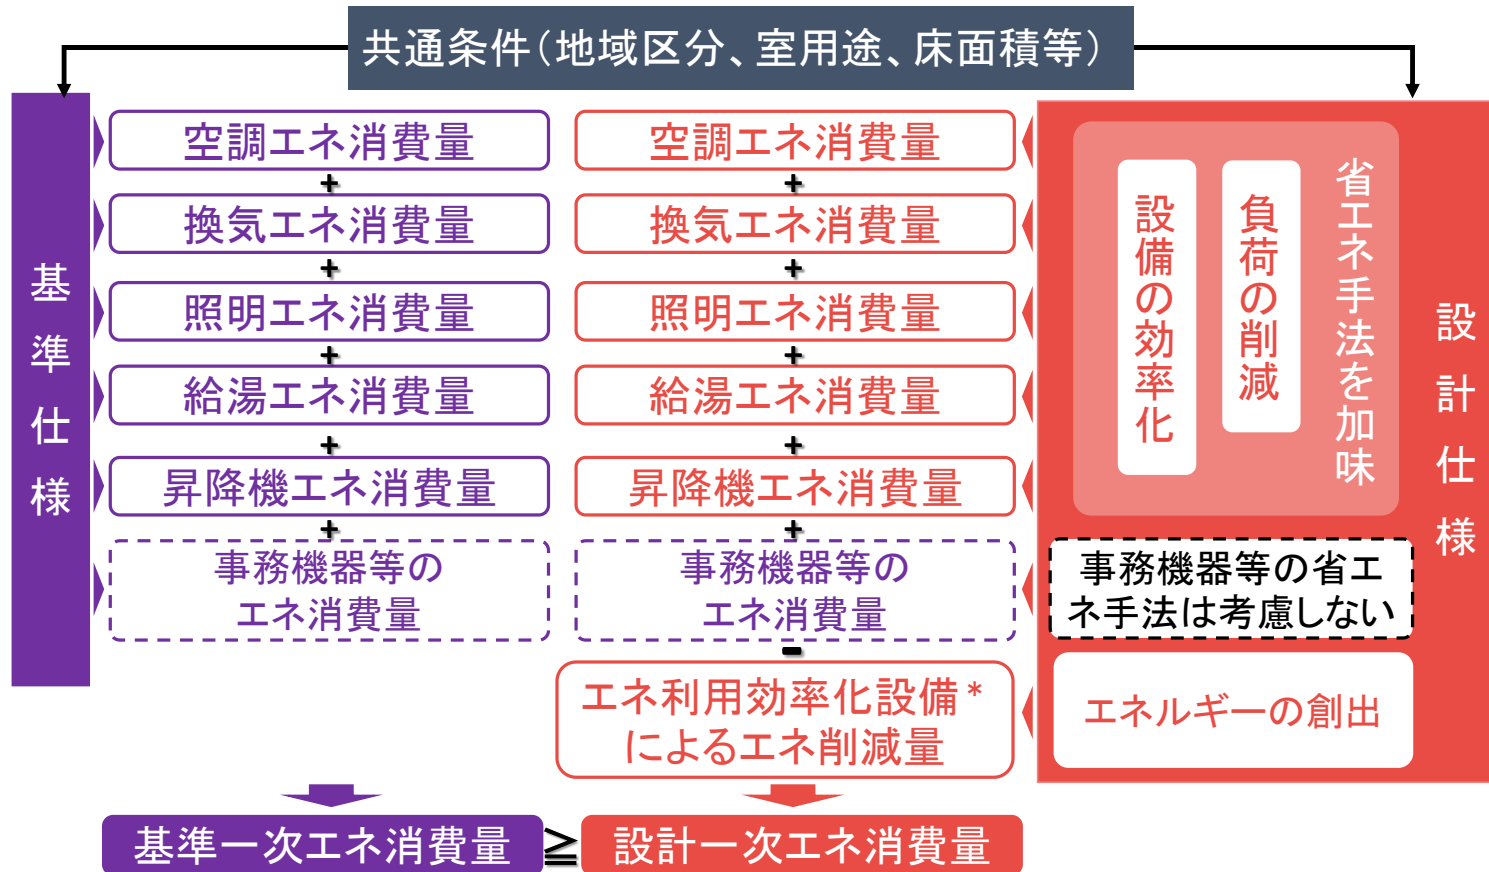 共通条件（地域区分、室用途、床面積等）
基準仕様
空調エネ消費量
+
換気エネ消費量
+
照明エネ消費量
+
給湯エネ消費量
+
昇降機エネ消費量
+
事務機器等の
エネ消費量
空調エネ消費量
+
換気エネ消費量
+
照明エネ消費量
+
給湯エネ消費量
+
昇降機エネ消費量
+
事務機器等の
エネ消費量
-
エネ利用効率化設備*
によるエネ削減量
設計仕様
省エネ手法を加味
負荷の削減
設備の効率化
事務機器等の省エ
ネ手法は考慮しない
エネルギーの創出
基準一次エネ消費量
≧
設計一次エネ消費量